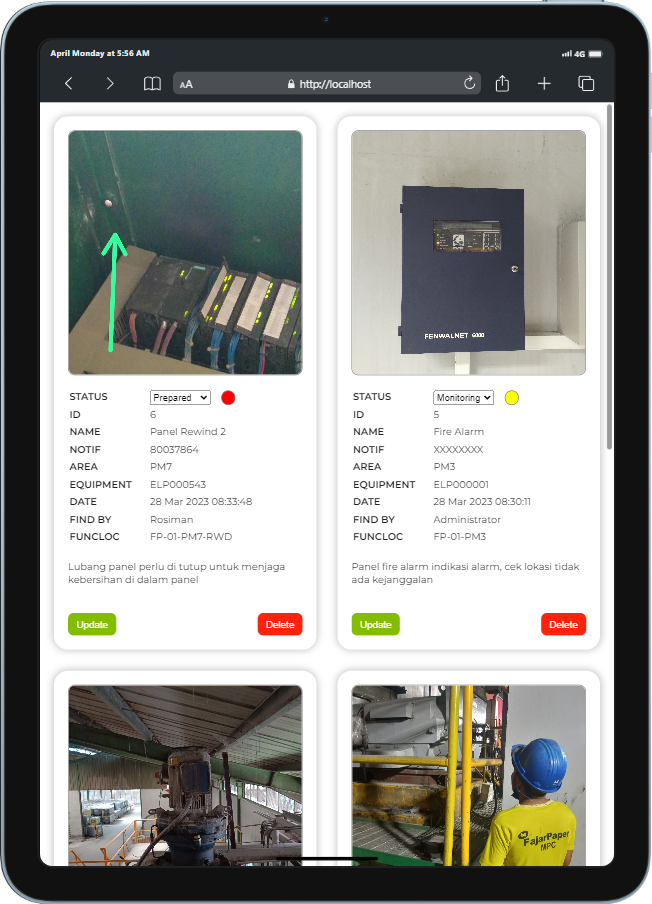 April Monday at 5:56 AM
4G
AA
http://localhost
FENWALNET 6000
STATUS Prepared
ID 6
NAME Panel Rewind 2
NOTIF 80037864
AREA PM7
EQUIPMENT ELP000543
DATE 28 Mar 2023 08:33:48
FIND BY Rosiman
FUNCLOC FP-01-PM7-RWD
Lubang panel perlu di tutup untuk menjaga
kebersihan di dalam panel
Update Delete
STATUS Monitoring
ID 5
NAME Fire Alarm
NOTIF XXXXXXXX
AREA PM3
EQUIPMENT ELP000001
DATE 28 Mar 2023 08:30:11
FIND BY Administrator
FUNCLOC FP-01-PM3
Panel fire alarm indikasi alarm, cek lokasi tidak
ada kejanggalan
Update Delete
FajarPaper
MPC